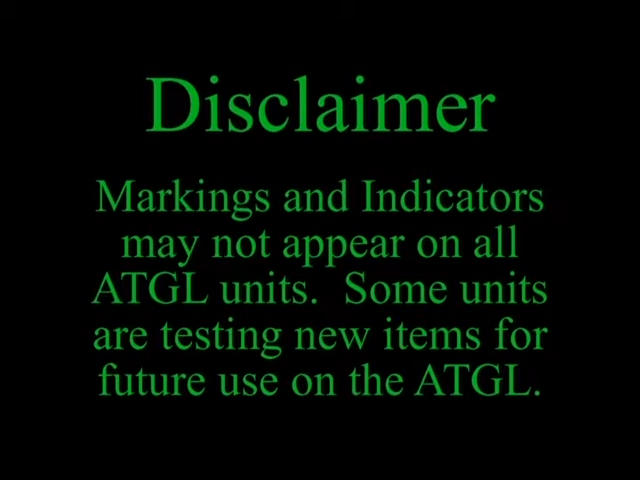 Disclaimer
Markings and Indicators
may not appear on all
ATGL units.  Some units
are testing new items for
future use on the ATGL.